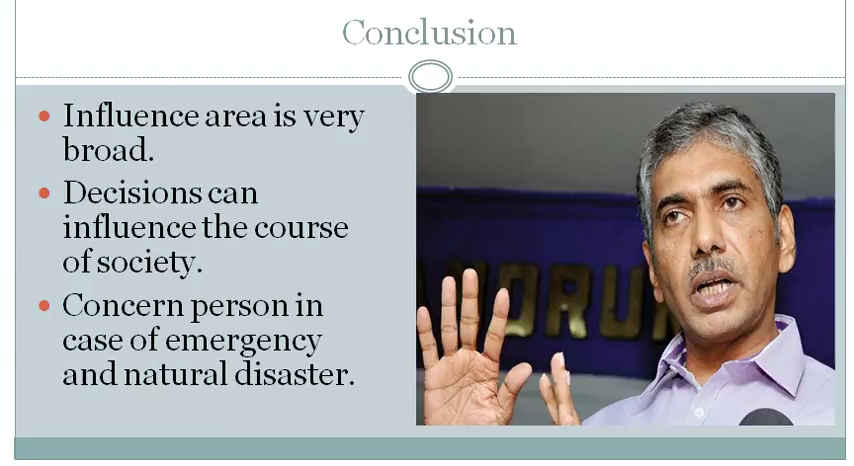 Conclusion
Influence area is very
broad.
Decisions can
influence the course
of society.
Concern person in
case of emergency
and natural disaster.
NDRU